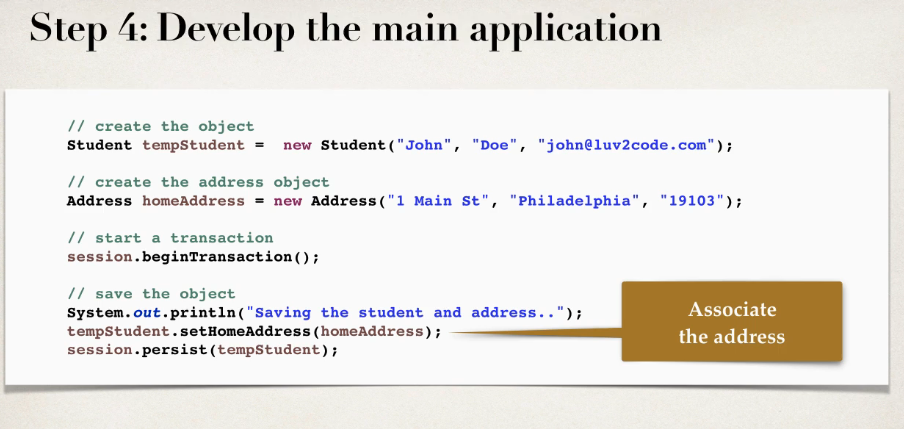 Step 4: Develop the main application
// create the object
Student tempStudent =  new Student("John", "Doe", "john@luv2code.com");
// create the address object
Address homeAddress = new Address("1 Main St", "Philadelphia", "19103");
// start a transaction
session.beginTransaction();
// save the object
System.out.println("Saving the student and address..");
tempStudent.setHomeAddress(homeAddress);
session.persist(tempStudent);
Associate
the address